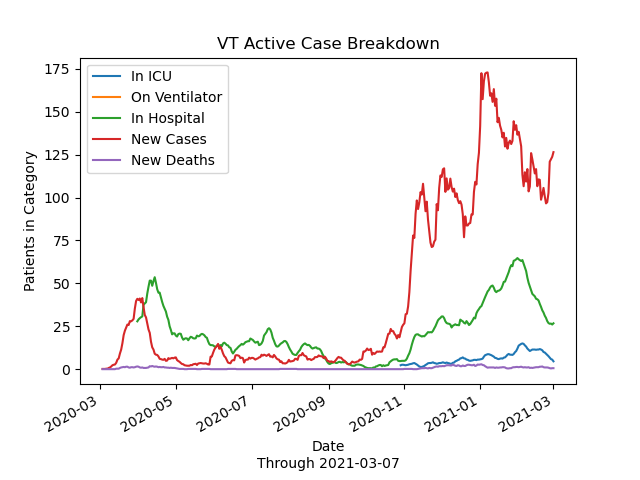 VT Active Case Breakdown
In ICU
On Ventilator
In Hospital
New Cases
New Deaths
175
150
125
100
75
50
25
0
Patients in Category
2020-03
2020-05
2020-07
2020-09
2020-11
2021-01
2021-03
Date
Through 2021-03-07